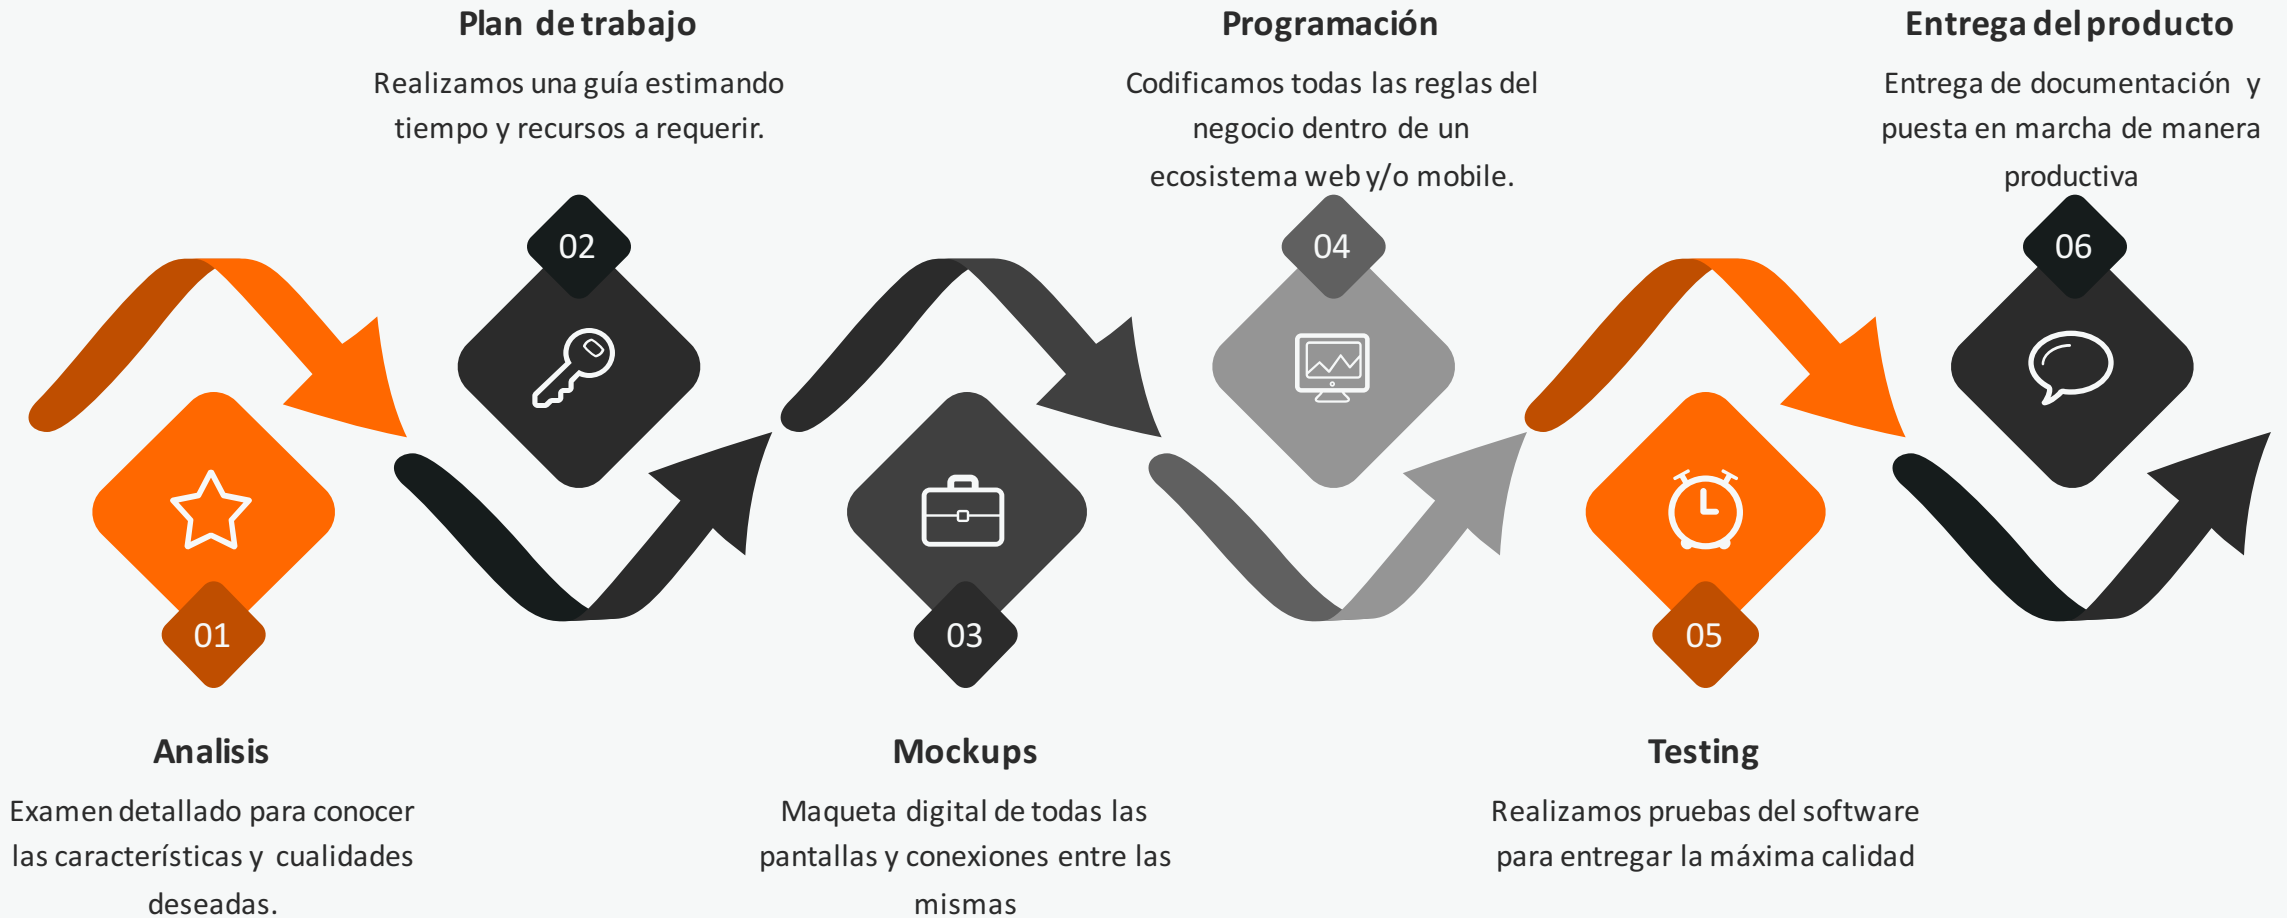 Plan de trabajo
Realizamos una guía estimando
tiempo y recursos a requerir.
02
Programación
Codificamos todas las reglas del
negocio dentro de un
ecosistema web y/o mobile.
04
Entrega del producto
Entrega de documentación y
puesta en marcha de manera
productiva
06
01
Analisis
Examen detallado para conocer
las características y cualidades
deseadas.
03
Mockups
Maqueta digital de todas las
pantallas y conexiones entre las
mismas
05
Testing
Realizamos pruebas del software
para entregar la máxima calidad